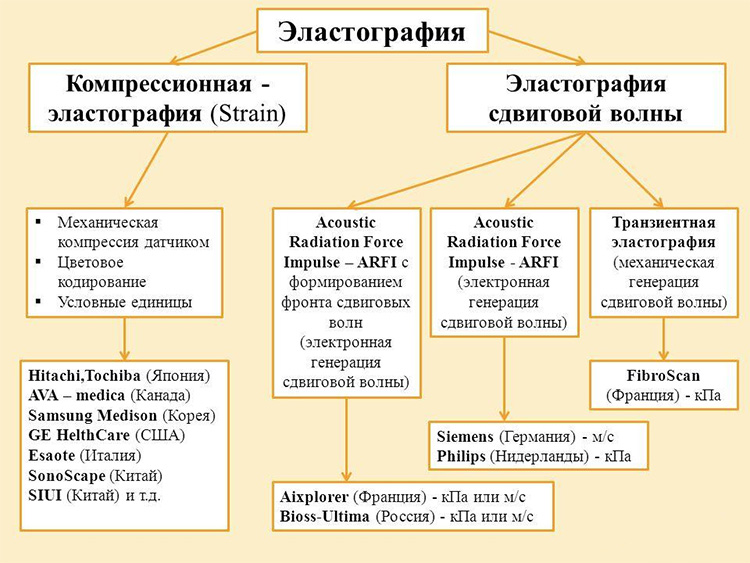 Эластография
Компрессионная -
эластография (Strain)
Эластография
сдвиговой волны
▪ Механическая
компрессия датчиком
▪ Цветовое
кодирование
▪ Условные единицы
Acoustic
Radiation Force
Impulse – ARFI с
формированием
фронта сдвиговых
волн
(электронная
генерация
сдвиговой волны)
Acoustic
Radiation Force
Impulse - ARFI
(электронная
генерация
сдвиговой волны)
Транзиентная
эластография
(механическая
генерация
сдвиговой волны)
Hitachi,Tochiba (Япония)
AVA – medica (Канада)
Samsung Medison (Корея)
GE HelthCare (США)
Esaote (Италия)
SonoScape (Китай)
SIUI (Китай) и т.д.
FibroScan
(Франция) - кПа
Siemens (Германия) - м/с
Philips (Нидерланды) - кПа
Aixplorer (Франция) - кПа или м/с
Bioss-Ultima (Россия) - кПа или м/с